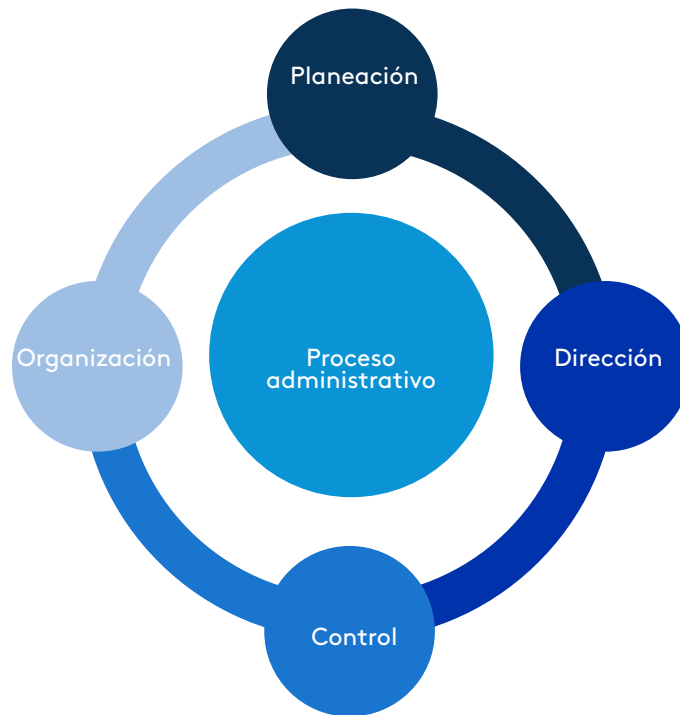 Planeación
Organización
Proceso
administrativo
Dirección
Control